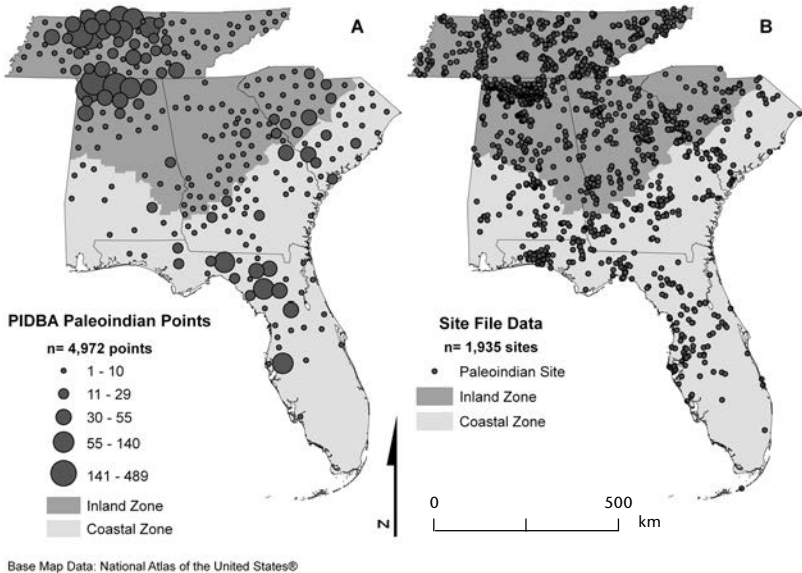 A
B
PIDBA Paleoindian Points
n= 4,972 points
1 - 10
11 - 29
30 - 55
55 - 140
141 - 489
Inland Zone
Coastal Zone
Site File Data
n= 1,935 sites
Paleoindian Site
Inland Zone
Coastal Zone
N
0 500
km
Base Map Data: National Atlas of the United States®